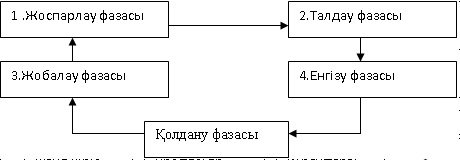 1 .Жоспарлау фазасы
2.Талдау фазасы
3.Жобалау фазасы
4.Енгізу фазасы
Қолдану фазасы